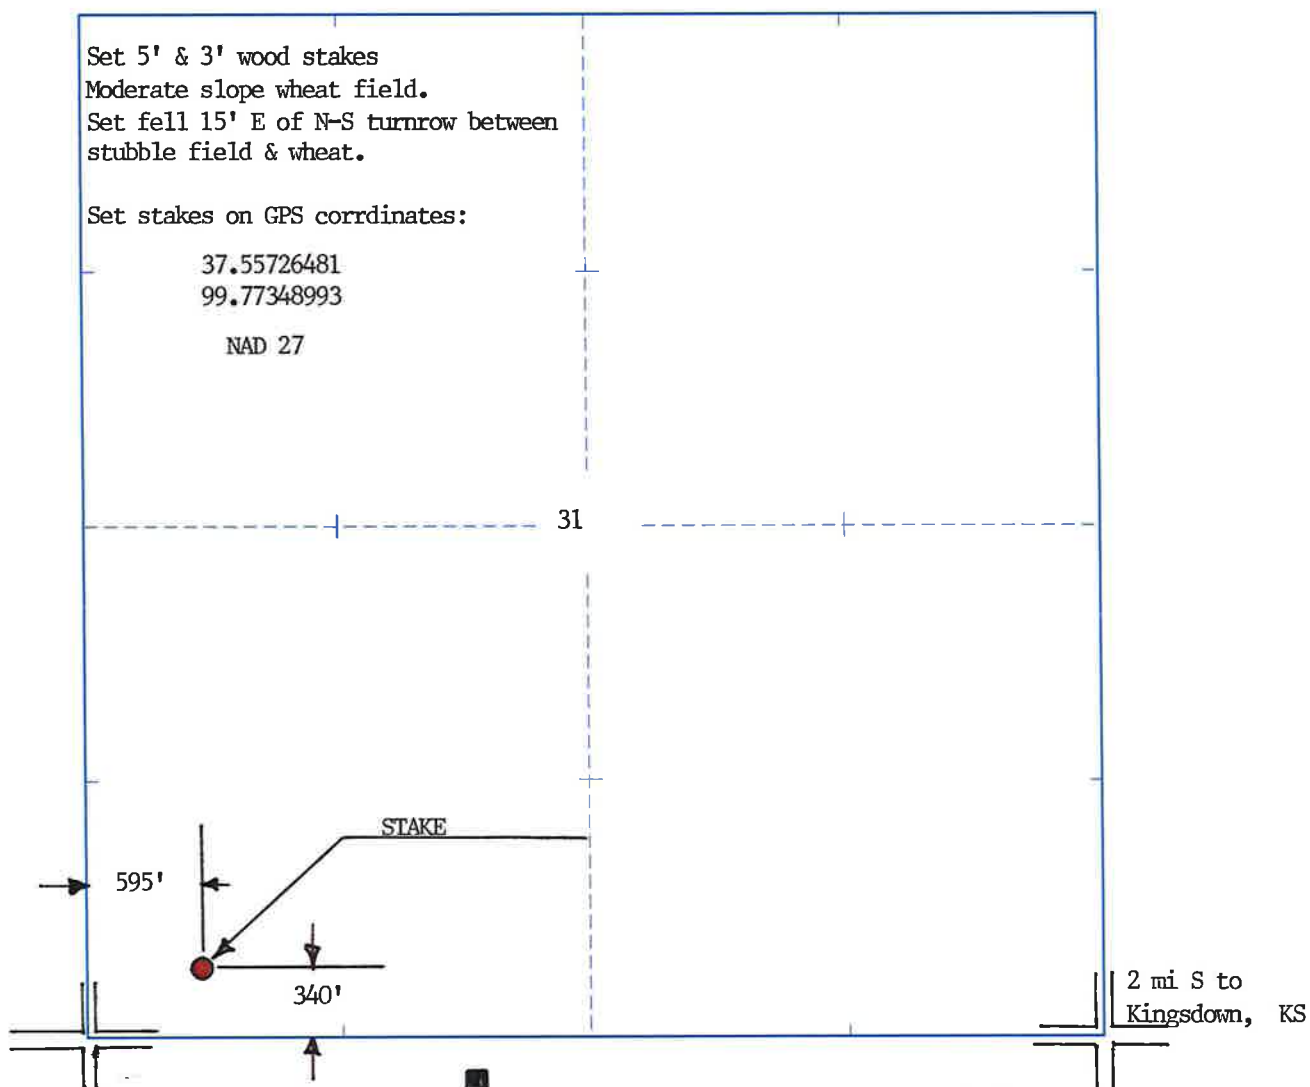 Set 5' & 3' wood stakes
Moderate slope wheat field.
Set fell 15' E of N-S turnrow between
stubble field & wheat.
Set stakes on GPS corrdinates:
37.55726481
99.77348993
NAD 27
31
STAKE
595'
340'
2 mi S to
Kingsdown, KS